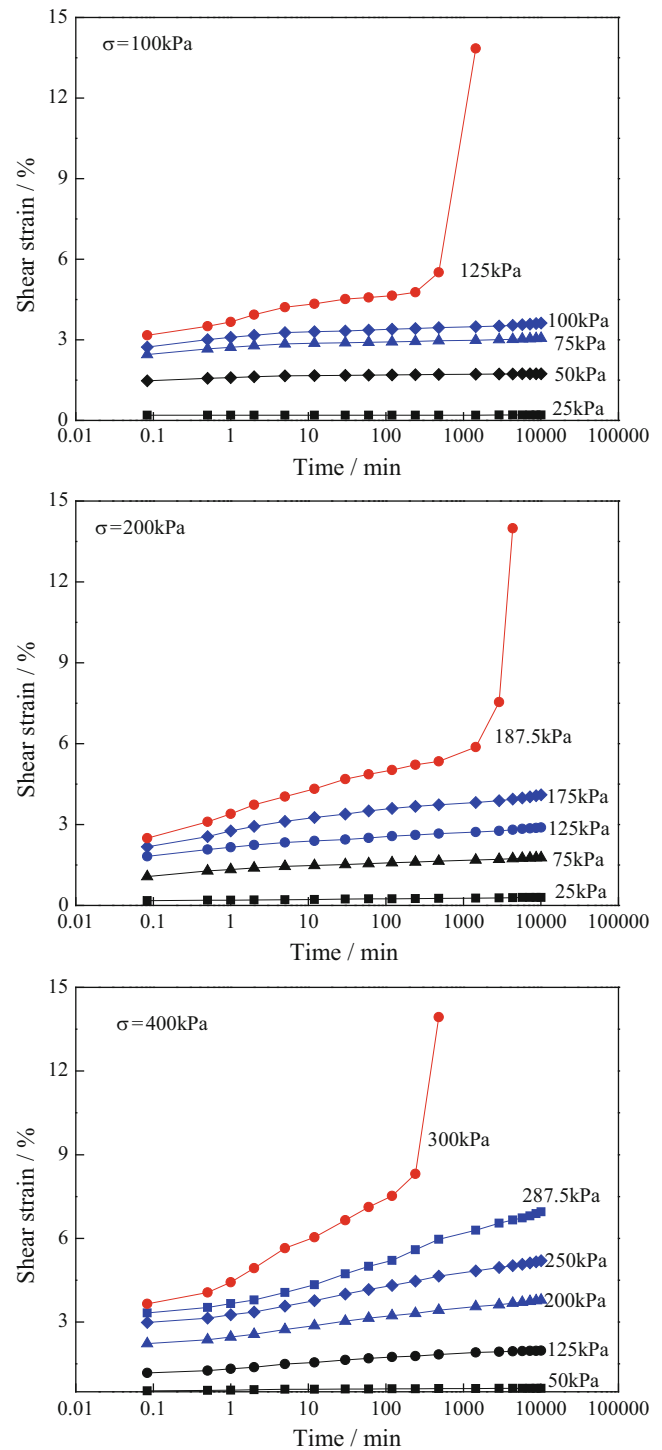 15
σ=100kPa
12
9
Shear strain / %
6
125kPa
100kPa
3
75kPa
50kPa
25kPa
0
0.01 0.1 1 10 100 1000 10000 100000
Time / min
15
σ=200kPa
12
9
Shear strain / %
6
187.5kPa
175kPa
3
125kPa
75kPa
25kPa
0
0.01 0.1 1 10 100 1000 10000 100000
Time / min
15
σ=400kPa
12
9
300kPa
Shear strain / %
287.5kPa
6
250kPa
200kPa
3
125kPa
50kPa
0.01 0.1 1 10 100 1000 10000 100000
Time / min